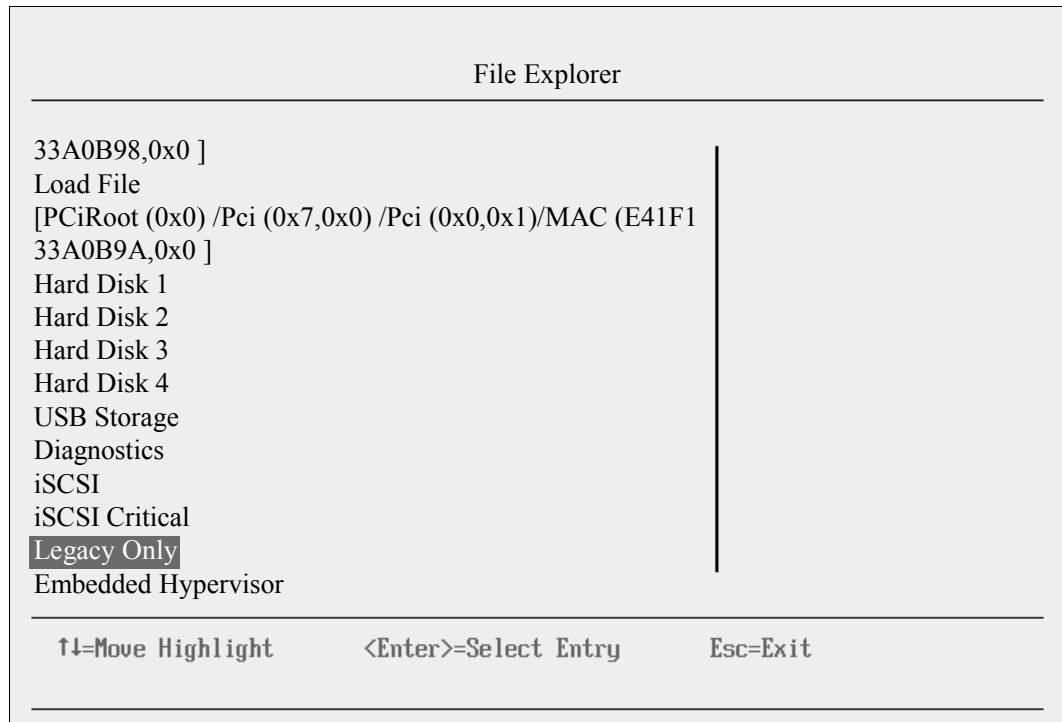 File Explorer
33A0B98,0x0 ]
Load File
[PCiRoot (0x0) /Pci (0x7,0x0) /Pci (0x0,0x1)/MAC (E41F1
33A0B9A,0x0 ]
Hard Disk 1
Hard Disk 2
Hard Disk 3
Hard Disk 4
USB Storage
Diagnostics
iSCSI
iSCSI Critical
Legacy Only
Embedded Hypervisor
↑↓=Move Highlight <Enter>=Select Entry Esc=Exit